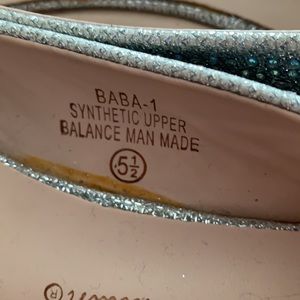 BABA-1
SYNTHETIC UPPER
BALANCE MAN MADE
5½
®